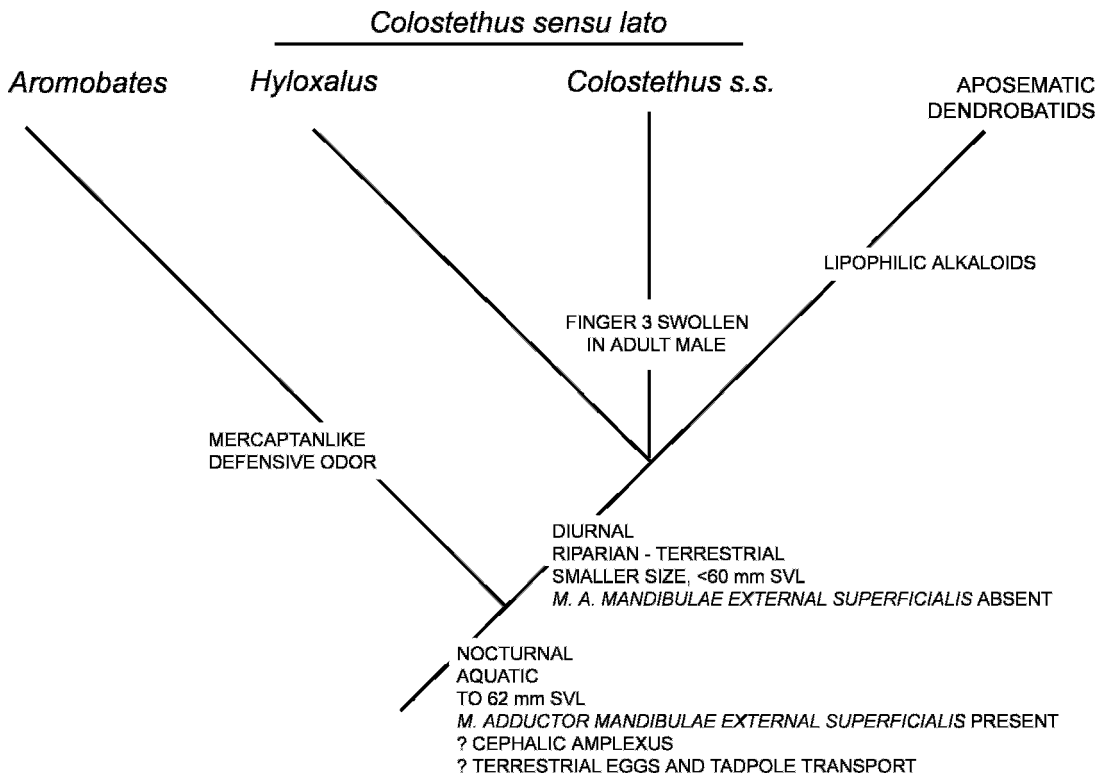 Colostethus sensu lato
Aromobates
Hyloxalus
Colostethus s.s.
APOSEMATIC
DENDROBATIDS
LIPOPHILIC ALKALOIDS
FINGER 3 SWOLLEN
IN ADULT MALE
MERCAPTANLIKE
DEFENSIVE ODOR
DIURNAL
RIPARIAN - TERRESTRIAL
SMALLER SIZE, <60 mm SVL
M. A. MANDIBULAE EXTERNAL SUPERFICIALIS ABSENT
NOCTURNAL
AQUATIC
TO 62 mm SVL
M. ADDUCTOR MANDIBULAE EXTERNAL SUPERFICIALIS PRESENT
? CEPHALIC AMPLEXUS
? TERRESTRIAL EGGS AND TADPOLE TRANSPORT